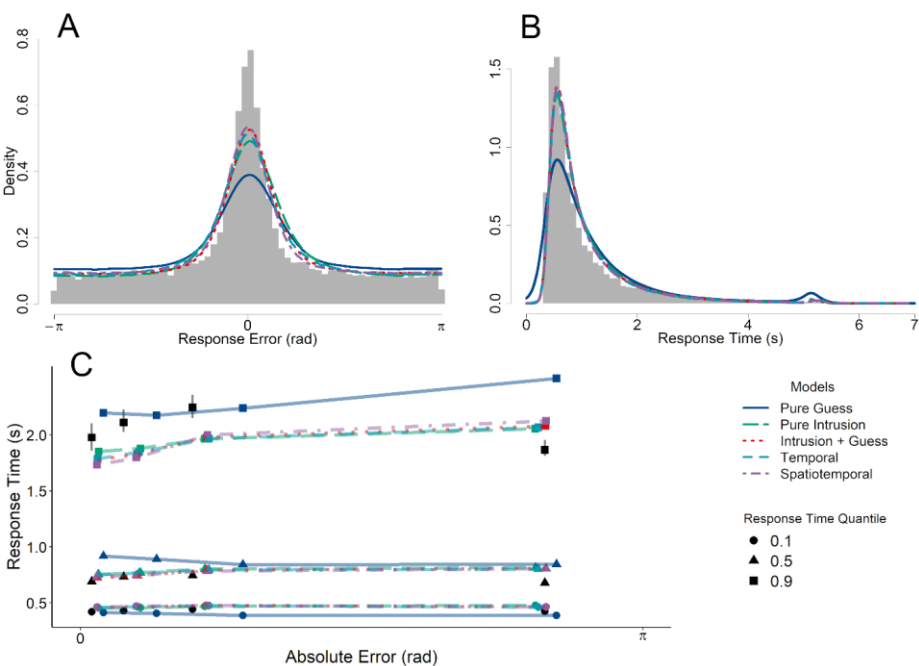 A
0.8
0.6
0.4
0.2
0.0
Density
−π
0
π
Response Error (rad)
B
1.5
1.0
0.5
0.0
0
2
4
6
7
Response Time (s)
C
2.0
1.5
1.0
0.5
Response Time (s)
0
π
Absolute Error (rad)
Models
Pure Guess
Pure Intrusion
Intrusion + Guess
Temporal
Spatiotemporal
Response Time Quantile
0.1
0.5
0.9